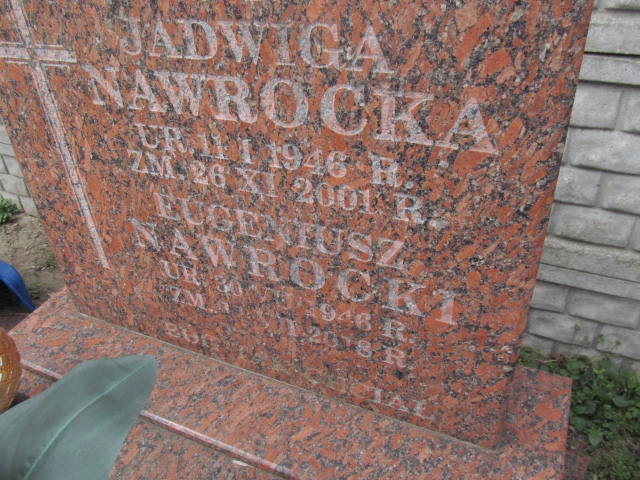 JADWIGA
NAWROCKA
UR. 11 I 1946 R.
ZM. 26 XI 2001 R.
EUGENIUSZ
NAWROCKI
UR. 1946 R.
ZM. R.